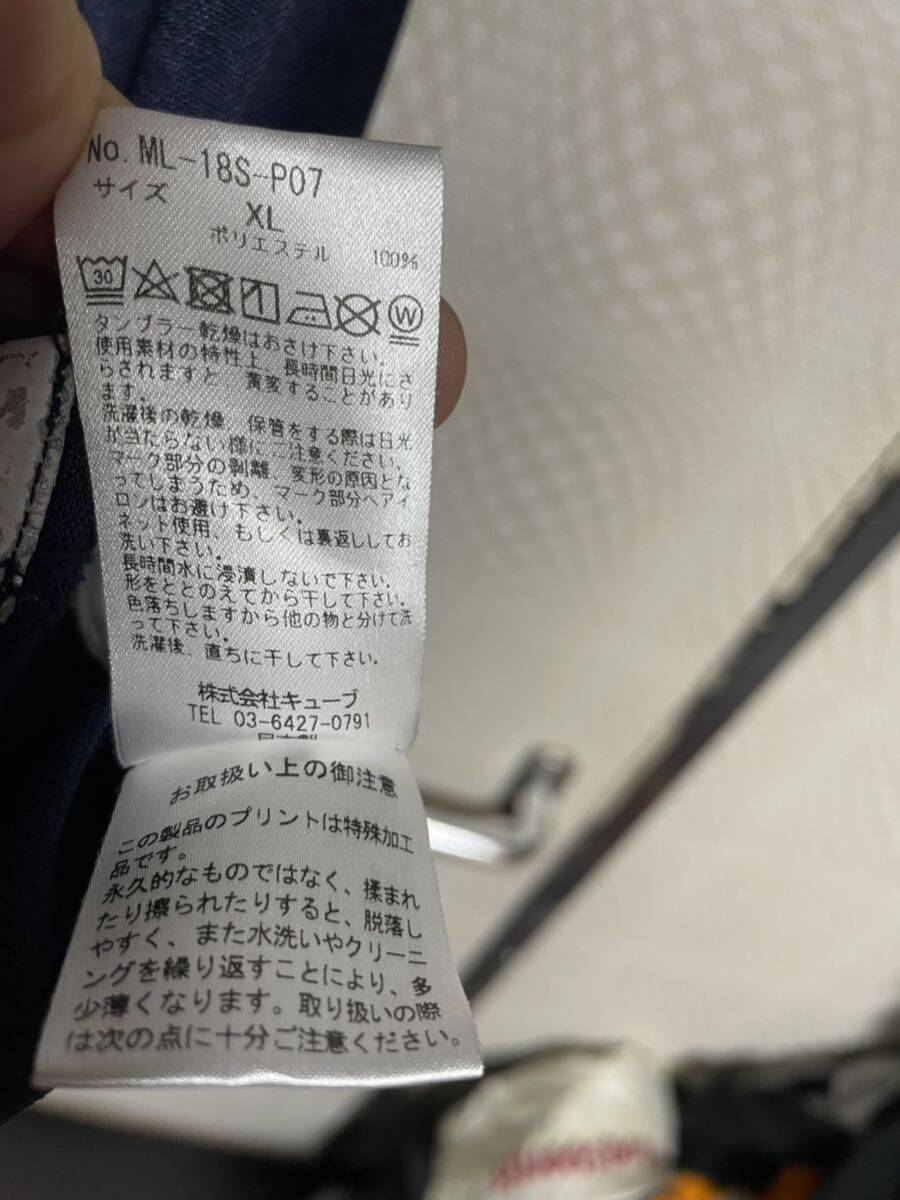 No. ML-18S-P07
サイズ
XL
ポリエステル 100%
30
W
タンブラー乾燥はおさけ下さい。
使用素材の特性上、長時間日光にさ
らされますと、黄変することがあり
ます。
洗濯後の乾燥、保管をする際は日光
が当たらない様にご注意ください。
マーク部分の剥離、変形の原因とな
ってしまうため、マーク部分へアイ
ロンはお避け下さい。
ネット使用、もしくは裏返ししてお
洗い下さい。
長時間水に浸漬しないで下さい。
形をととのえてから干して下さい。
色落ちしますから他の物と分けて洗
って下さい。
洗濯後、直ちに干して下さい。
株式会社キューブ
TEL 03-6427-0791
お取扱い上の御注意
この製品のプリントは特殊加工
品です。
永久的なものではなく、揉まれ
たり擦られたりすると、脱落し
やすく、また水洗いやクリーニ
ングを繰り返すことにより、多
少薄くなります。取り扱いの際
は次の点に十分ご注意ください。